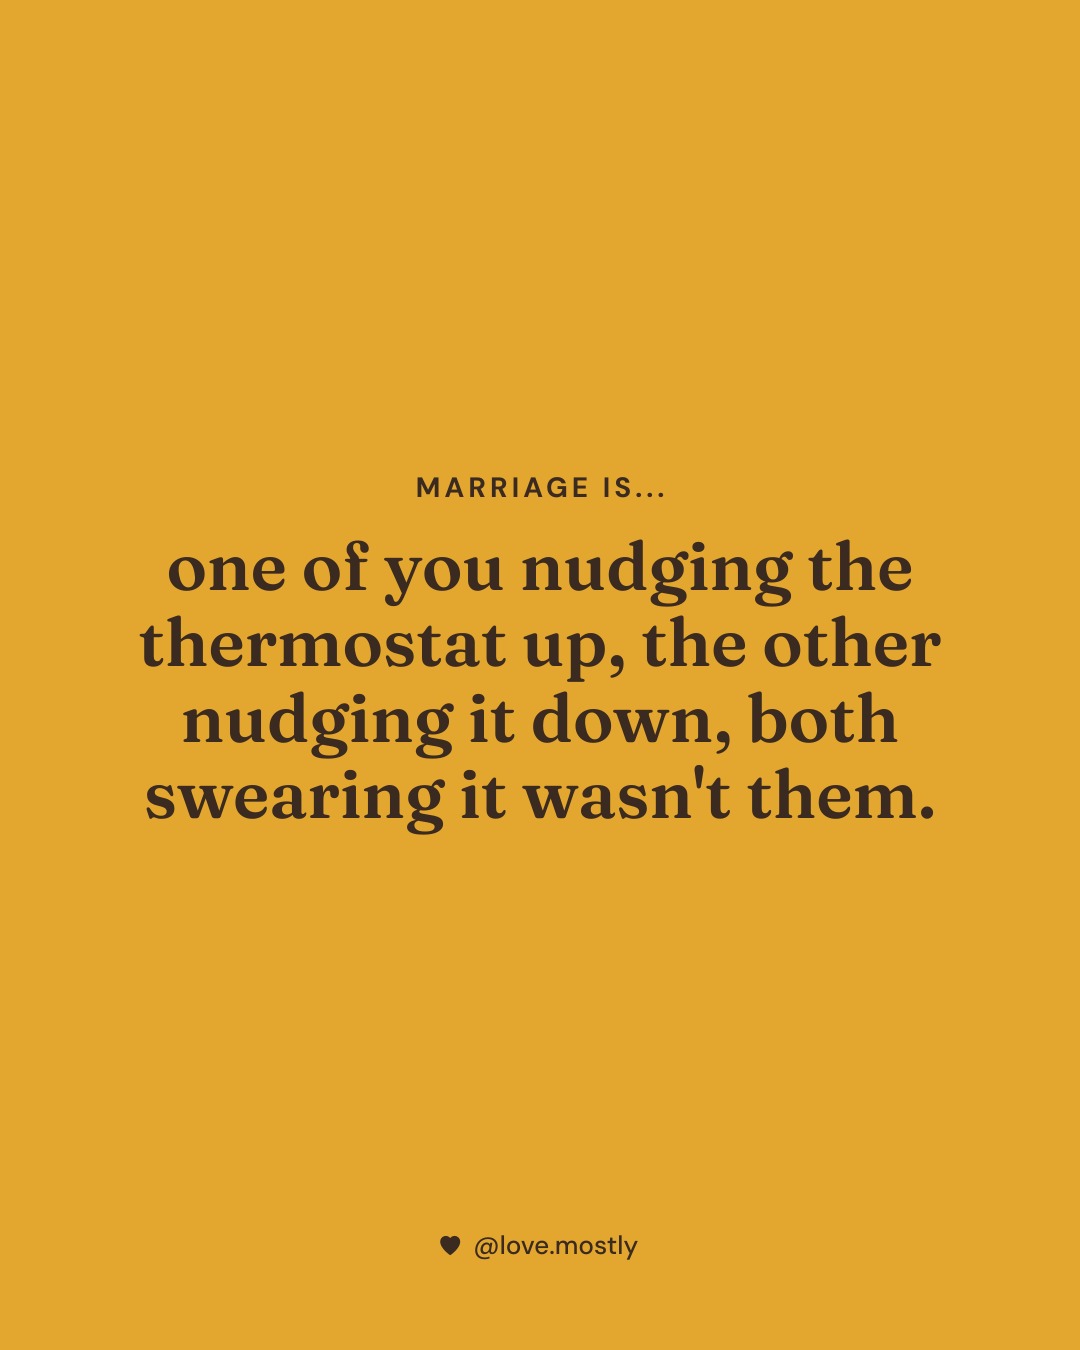 MARRIAGE IS...
one of you nudging the
thermostat up, the other
nudging it down, both
swearing it wasn't them.
@love.mostly